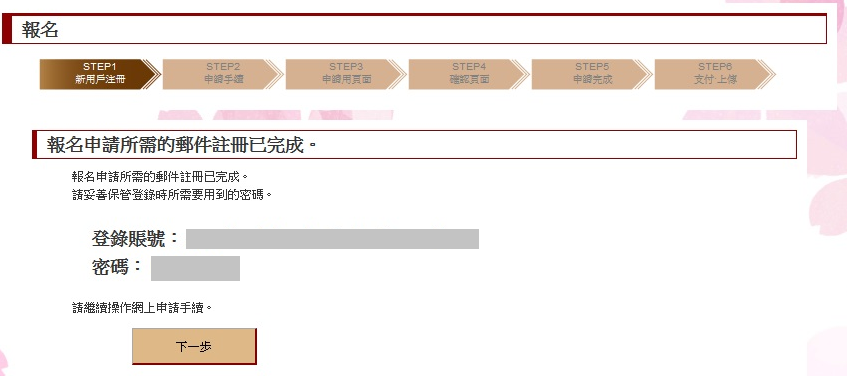 報名
STEP1
新用戶注冊
STEP2
申請手續
STEP3
申請用頁面
STEP4
確認頁面
STEP5
申請完成
STEP6
支付·上傳
報名申請所需的郵件註冊已完成。
報名申請所需的郵件註冊已完成。
請妥善保管登錄時所需要用到的密碼。
登錄賬號：
密碼：
請繼續操作網上申請手續。
下一步